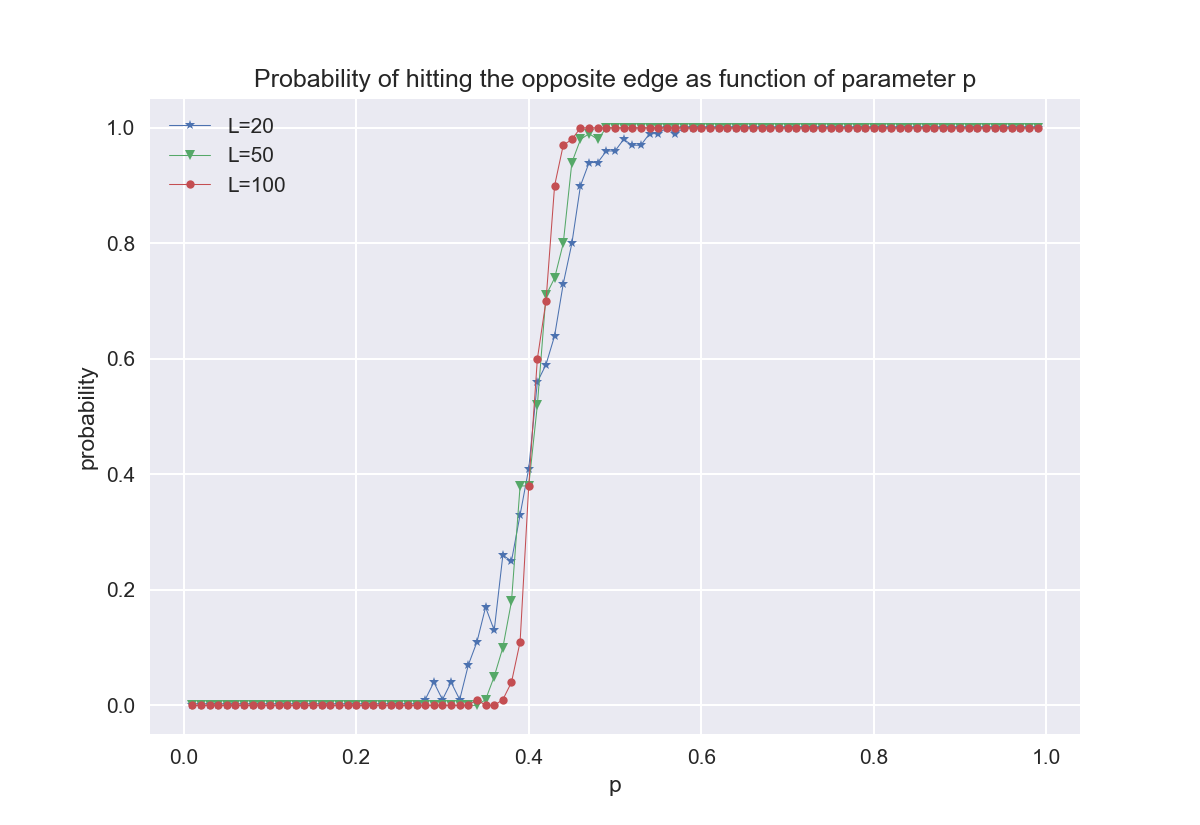 Probability of hitting the opposite edge as function of parameter p
L=20
L=50
L=100
1.0
0.8
0.6
0.4
0.2
0.0
probability
0.0 0.2 0.4 0.6 0.8 1.0
p